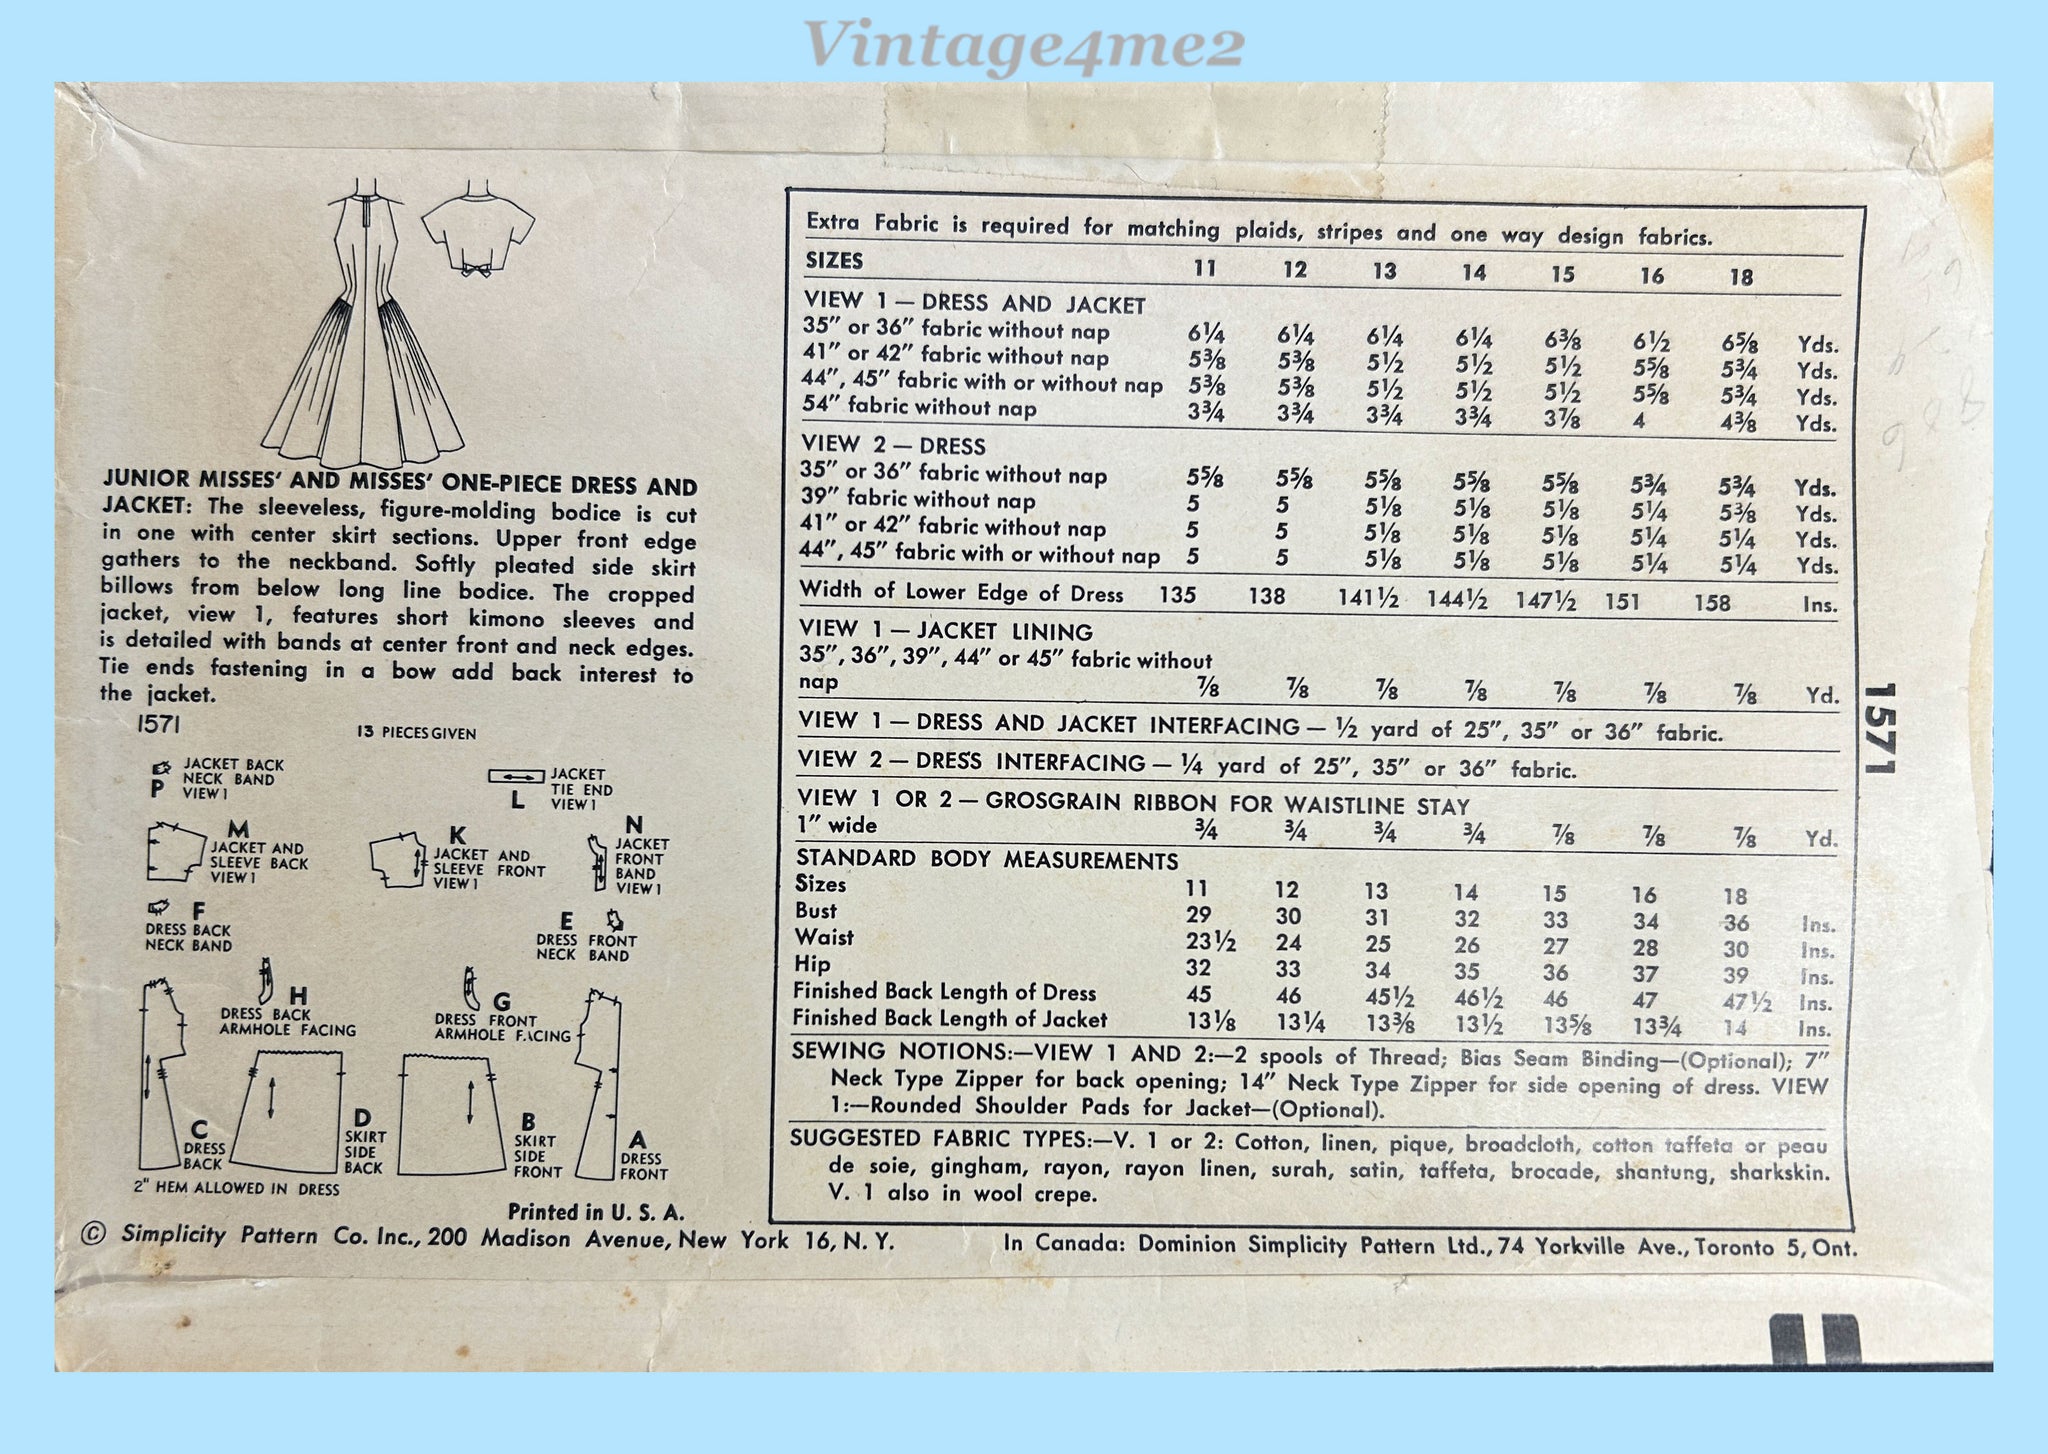 Vintage4me2
JUNIOR MISSES' AND MISSES' ONE-PIECE DRESS AND
JACKET: The sleeveless, figure-molding bodice is cut
in one with center skirt sections. Upper front edge
gathers to the neckband. Softly pleated side skirt
billows from below long line bodice. The cropped
jacket, view 1, features short kimono sleeves and
is detailed with bands at center front and neck edges.
Tie ends fastening in a bow add back interest to
the jacket.
1571
13 PIECES GIVEN
P
JACKET BACK
NECK BAND
VIEW 1
L
JACKET
TIE END
VIEW 1
M
JACKET AND
SLEEVE BACK
VIEW 1
K
JACKET AND
SLEEVE FRONT
VIEW 1
N
JACKET
FRONT
BAND
VIEW 1
F
DRESS BACK
NECK BAND
E
DRESS FRONT
NECK BAND
H
DRESS BACK
ARMHOLE FACING
G
DRESS FRONT
ARMHOLE FACING
C
DRESS
BACK
D
SKIRT
SIDE
BACK
B
SKIRT
SIDE
FRONT
A
DRESS
FRONT
2" HEM ALLOWED IN DRESS
Printed in U. S. A.
Extra Fabric is required for matching plaids, stripes and one way design fabrics.
SIZES 11 12 13 14 15 16 18
VIEW 1 — DRESS AND JACKET
35" or 36" fabric without nap 6¼ 6¼ 6¼ 6¼ 6⅜ 6½ 6⅝ Yds.
41" or 42" fabric without nap 5⅜ 5⅜ 5½ 5½ 5½ 5⅝ 5¾ Yds.
44", 45" fabric with or without nap 5⅜ 5⅜ 5½ 5½ 5½ 5⅝ 5¾ Yds.
54" fabric without nap 3¾ 3¾ 3¾ 3¾ 3⅞ 4 4⅜ Yds.
VIEW 2 — DRESS
35" or 36" fabric without nap 5⅝ 5⅝ 5⅝ 5⅝ 5⅝ 5¾ 5¾ Yds.
39" fabric without nap 5 5 5⅛ 5⅛ 5⅛ 5¼ 5⅜ Yds.
41" or 42" fabric without nap 5 5 5⅛ 5⅛ 5⅛ 5¼ 5¼ Yds.
44", 45" fabric with or without nap 5 5 5⅛ 5⅛ 5⅛ 5¼ 5¼ Yds.
Width of Lower Edge of Dress 135 138 141½ 144½ 147½ 151 158 Ins.
VIEW 1 — JACKET LINING
35", 36", 39", 44" or 45" fabric without
nap ⅞ ⅞ ⅞ ⅞ ⅞ ⅞ ⅞ Yd.
VIEW 1 — DRESS AND JACKET INTERFACING — ½ yard of 25", 35" or 36" fabric.
VIEW 2 — DRESS INTERFACING — ¼ yard of 25", 35" or 36" fabric.
VIEW 1 OR 2 — GROSGRAIN RIBBON FOR WAISTLINE STAY
1" wide ¾ ¾ ¾ ¾ ⅞ ⅞ ⅞ Yd.
STANDARD BODY MEASUREMENTS
Sizes 11 12 13 14 15 16 18
Bust 29 30 31 32 33 34 36 Ins.
Waist 23½ 24 25 26 27 28 30 Ins.
Hip 32 33 34 35 36 37 39 Ins.
Finished Back Length of Dress 45 46 45½ 46½ 46 47 47½ Ins.
Finished Back Length of Jacket 13⅛ 13¼ 13⅜ 13½ 13⅝ 13¾ 14 Ins.
SEWING NOTIONS:—VIEW 1 AND 2:—2 spools of Thread; Bias Seam Binding—(Optional); 7"
Neck Type Zipper for back opening; 14" Neck Type Zipper for side opening of dress. VIEW
1:—Rounded Shoulder Pads for Jacket—(Optional).
SUGGESTED FABRIC TYPES:—V. 1 or 2: Cotton, linen, pique, broadcloth, cotton taffeta or peau
de soie, gingham, rayon, rayon linen, surah, satin, taffeta, brocade, shantung, sharkskin.
V. 1 also in wool crepe.
1571
© Simplicity Pattern Co. Inc., 200 Madison Avenue, New York 16, N. Y.
In Canada: Dominion Simplicity Pattern Ltd., 74 Yorkville Ave., Toronto 5, Ont.